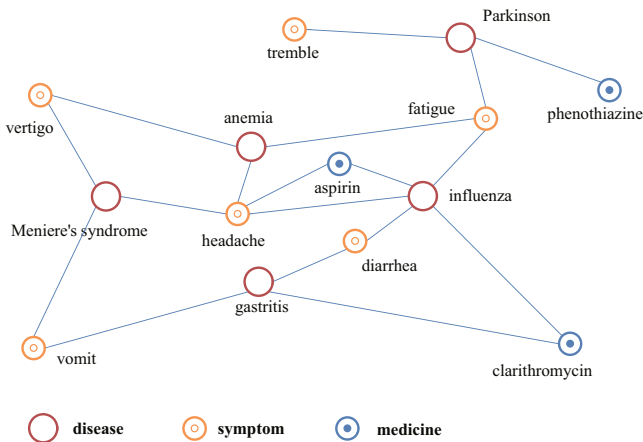 Parkinson
tremble
phenothiazine
fatigue
vertigo
anemia
aspirin
influenza
Meniere's syndrome
headache
diarrhea
gastritis
vomit
clarithromycin
disease symptom medicine